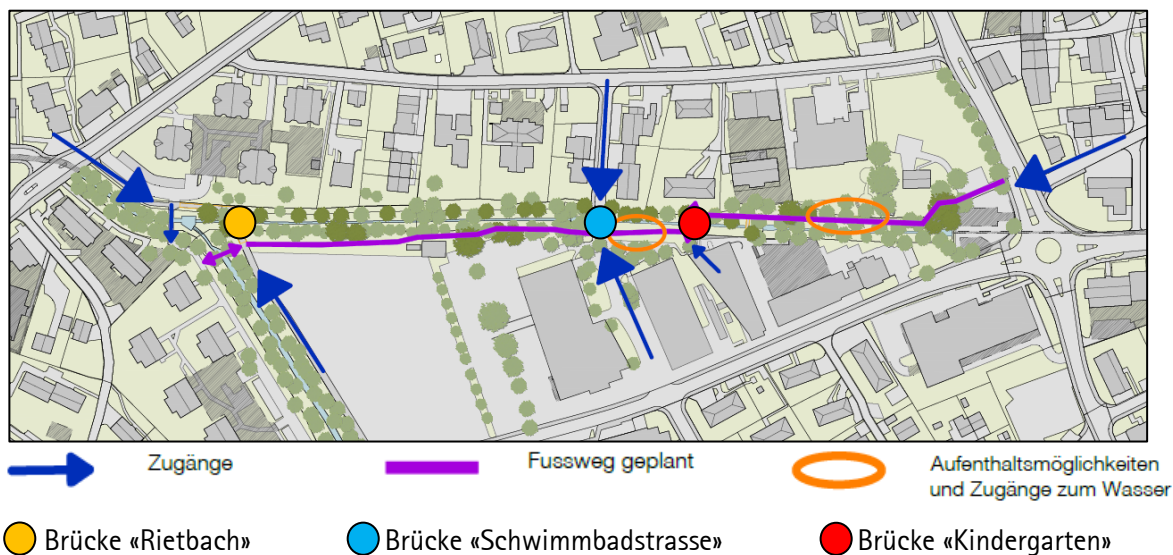 Zugänge
Fussweg geplant
Aufenthaltsmöglichkeiten
und Zugänge zum Wasser
Brücke «Rietbach»
Brücke «Schwimmbadstrasse»
Brücke «Kindergarten»